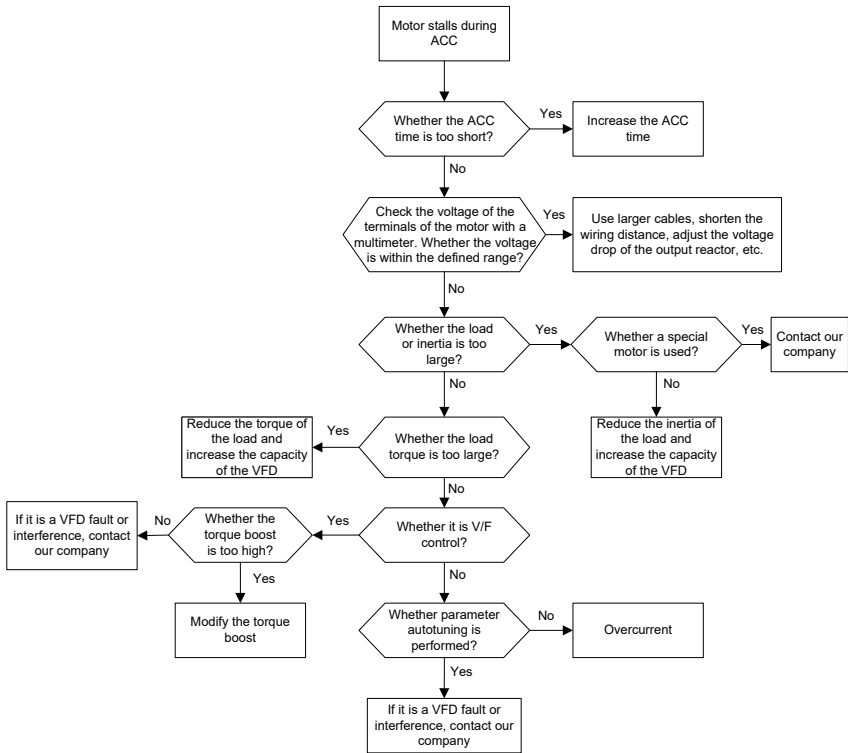 Motor stalls during
ACC
Whether the ACC
time is too short?
Yes
Increase the ACC
time
No
Check the voltage of the
terminals of the motor with a
multimeter. Whether the voltage
is within the defined range?
Yes
Use larger cables, shorten the
wiring distance, adjust the voltage
drop of the output reactor, etc.
No
Whether the load
or inertia is too
large?
Yes
Whether a special
motor is used?
Yes
Contact our
company
No
No
Reduce the inertia of
the load and
increase the capacity
of the VFD
Whether the load
torque is too large?
Yes
Reduce the torque of
the load and
increase the capacity
of the VFD
No
Whether it is V/F
control?
Yes
Whether the
torque boost
is too high?
No
If it is a VFD fault or
interference, contact
our company
Yes
Modify the torque
boost
No
Whether parameter
autotuning is
performed?
No
Overcurrent
Yes
If it is a VFD fault or
interference, contact our
company